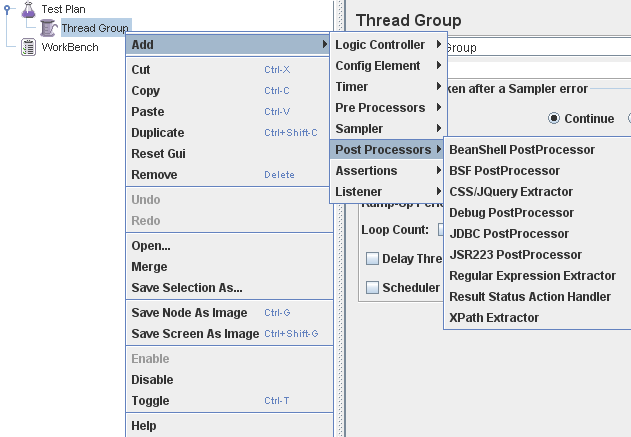 Test Plan
Thread Group
WorkBench
Thread Group
Group
ken after a Sampler error
Continue
Loop Count:
Delay Thre
Scheduler
Add
Cut Ctrl-X
Copy Ctrl-C
Paste Ctrl-V
Duplicate Ctrl+Shift-C
Reset Gui
Remove Delete
Undo
Redo
Open...
Merge
Save Selection As...
Save Node As Image Ctrl-G
Save Screen As Image Ctrl+Shift-G
Enable
Disable
Toggle Ctrl-T
Help
Logic Controller
Config Element
Timer
Pre Processors
Sampler
Post Processors
Assertions
Listener
BeanShell PostProcessor
BSF PostProcessor
CSS/JQuery Extractor
Debug PostProcessor
JDBC PostProcessor
JSR223 PostProcessor
Regular Expression Extractor
Result Status Action Handler
XPath Extractor